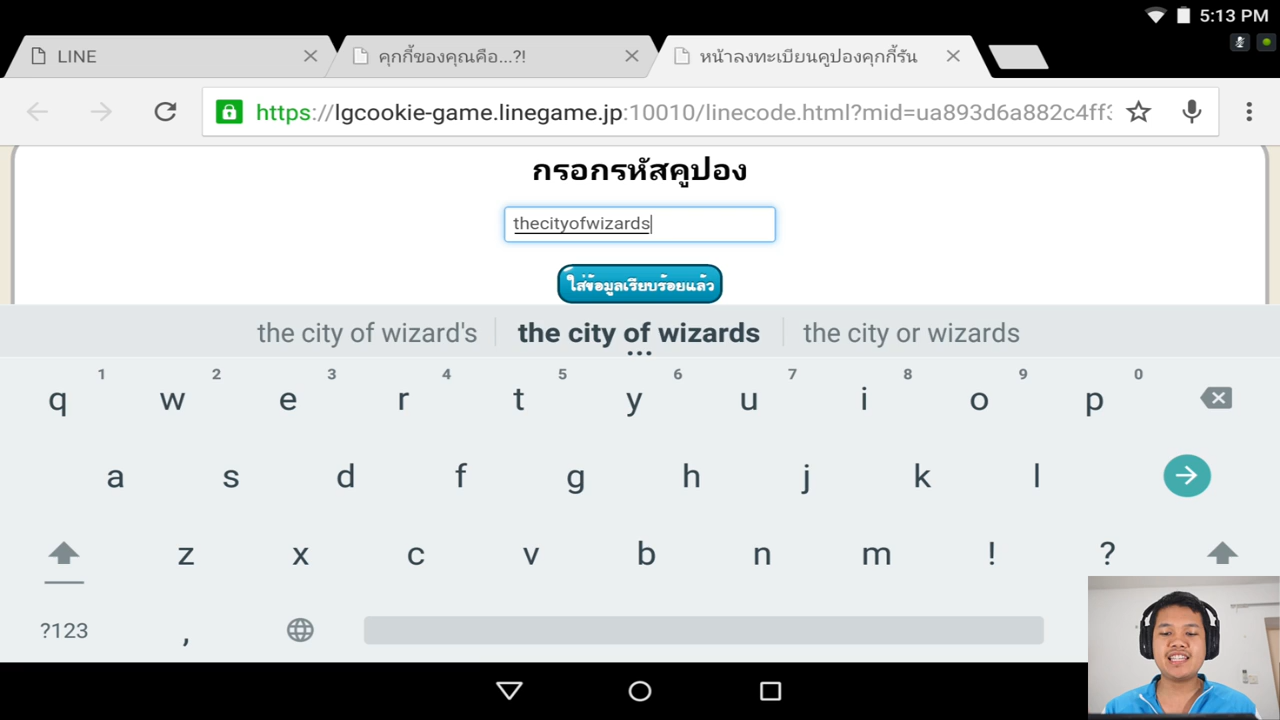 5:13 PM
LINE
คุกกี้ของคุณคือ...?!
หน้าลงทะเบียนคูปองคุกกี้รัน
https://lgcookie-game.linegame.jp:10010/linecode.html?mid=ua893d6a882c4ff3
กรอกรหัสคูปอง
thecityofwizards
ใส่ข้อมูลเรียบร้อยแล้ว
the city of wizard's the city of wizards the city or wizards
1 2 3 4 5 6 7 8 9 0
q w e r t y u i o p
a s d f g h j k l
z x c v b n m ! ?
?123 ,